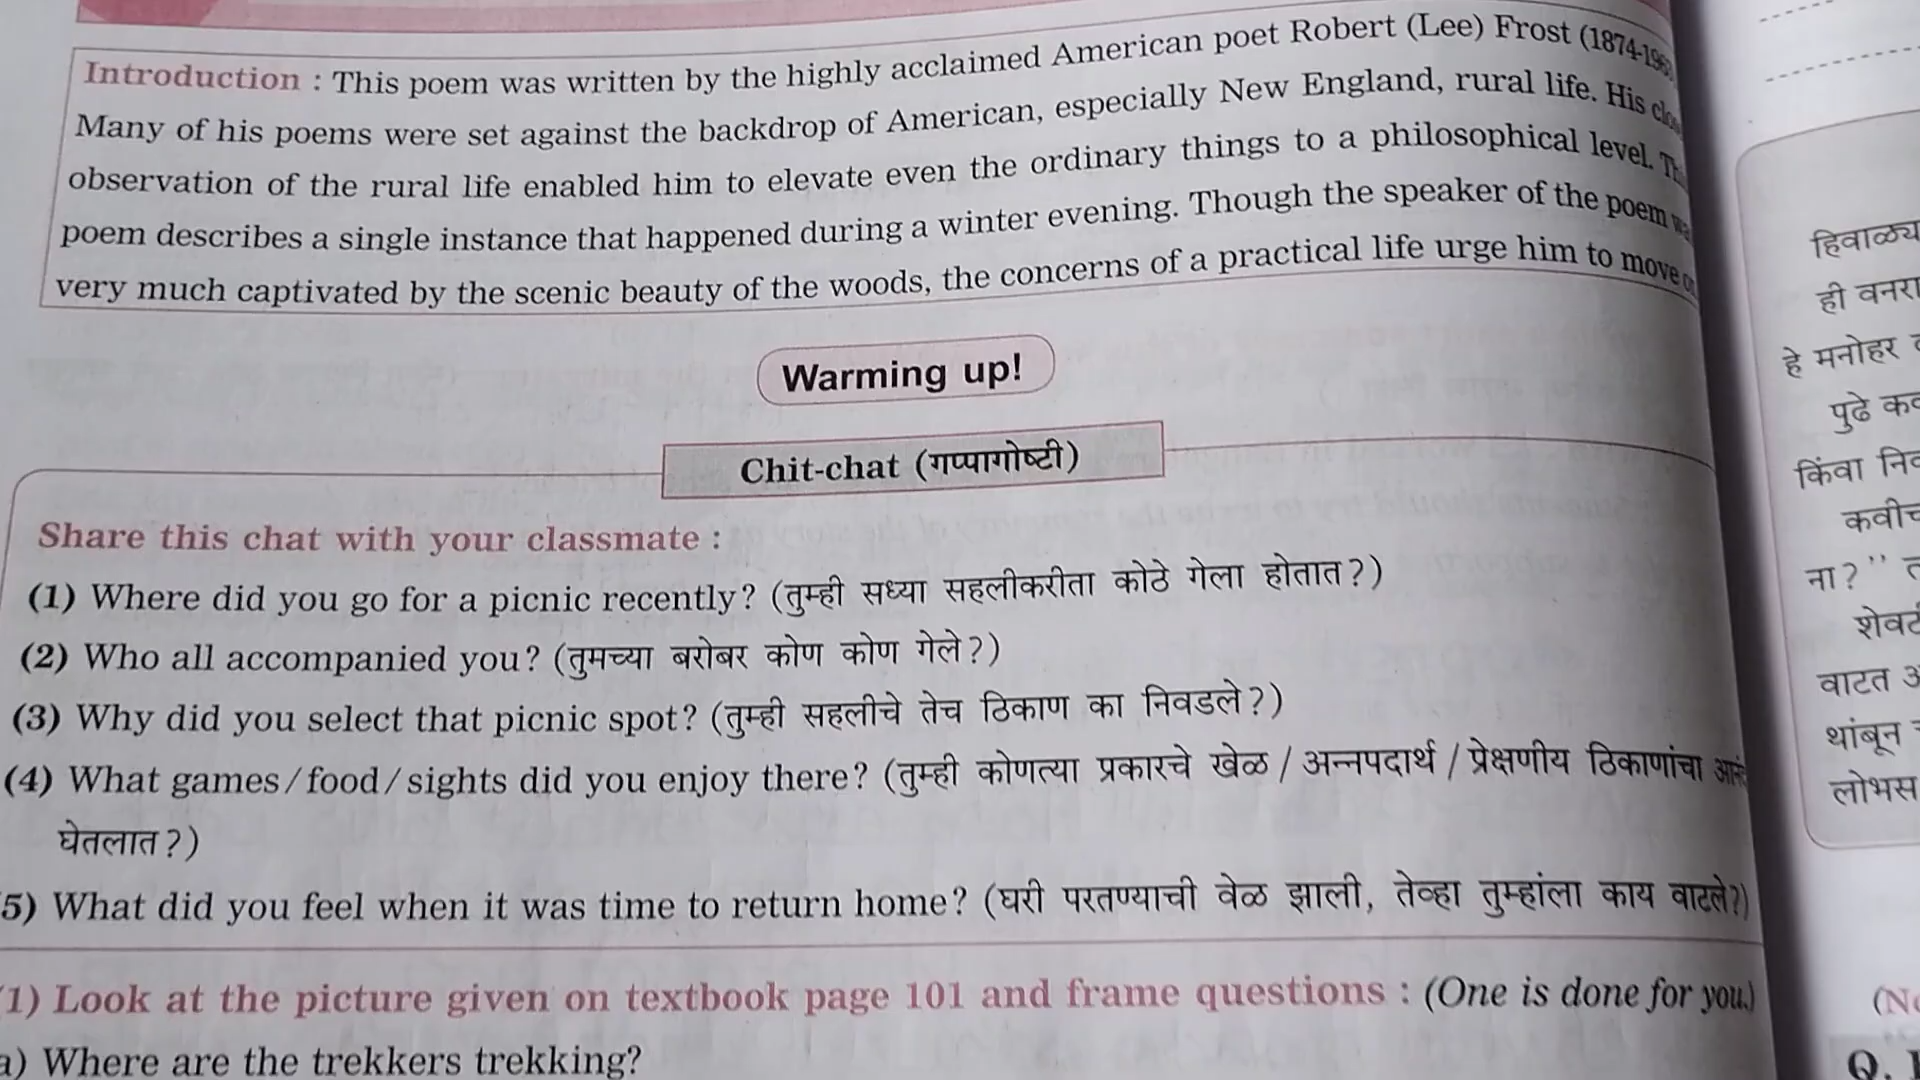 Introduction : This poem was written by the highly acclaimed American poet Robert (Lee) Frost (1874-196
Many of his poems were set against the backdrop of American, especially New England, rural life. His
observation of the rural life enabled him to elevate even the ordinary things to a philosophical level.
poem describes a single instance that happened during a winter evening. Though the speaker of the poem
very much captivated by the scenic beauty of the woods, the concerns of a practical life urge him to move
Warming up!
Chit-chat (गप्पागोष्टी)
Share this chat with your classmate :
(1) Where did you go for a picnic recently? (तुम्ही सध्या सहलीकरीता कोठे गेला होतात?)
(2) Who all accompanied you? (तुमच्या बरोबर कोण कोण गेले?)
(3) Why did you select that picnic spot? (तुम्ही सहलीचे तेच ठिकाण का निवडले?)
(4) What games/food/sights did you enjoy there? (तुम्ही कोणत्या प्रकारचे खेळ / अन्नपदार्थ / प्रेक्षणीय ठिकाणांचा
घेतलात?)
5) What did you feel when it was time to return home? (घरी परतण्याची वेळ झाली, तेव्हा तुम्हांला काय वाटले?)
1) Look at the picture given on textbook page 101 and frame questions : (One is done for you.)
a) Where are the trekkers trekking?
ही
हे मनोहर
पुढे
किंवा
ना?”
वाटत
थांबून
लोभस
Q.